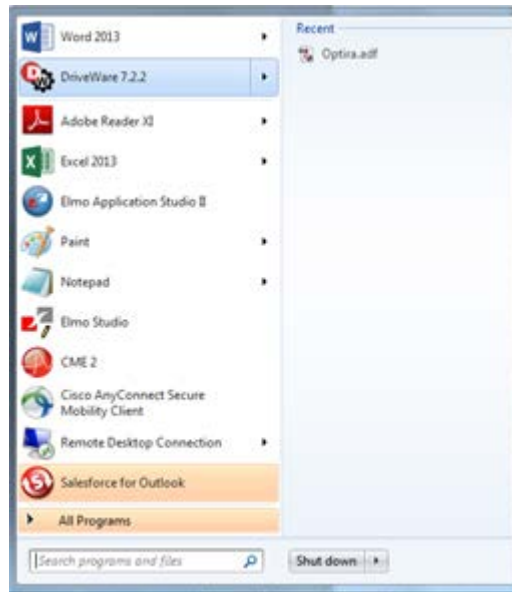 Word 2013
DriveWare 7.2.2
Adobe Reader XI
Excel 2013
Elmo Application Studio II
Paint
Notepad
Elmo Studio
CME 2
Cisco AnyConnect Secure
Mobility Client
Remote Desktop Connection
Salesforce for Outlook
All Programs
Search programs and files
Recent
Optira.adf
Shut down